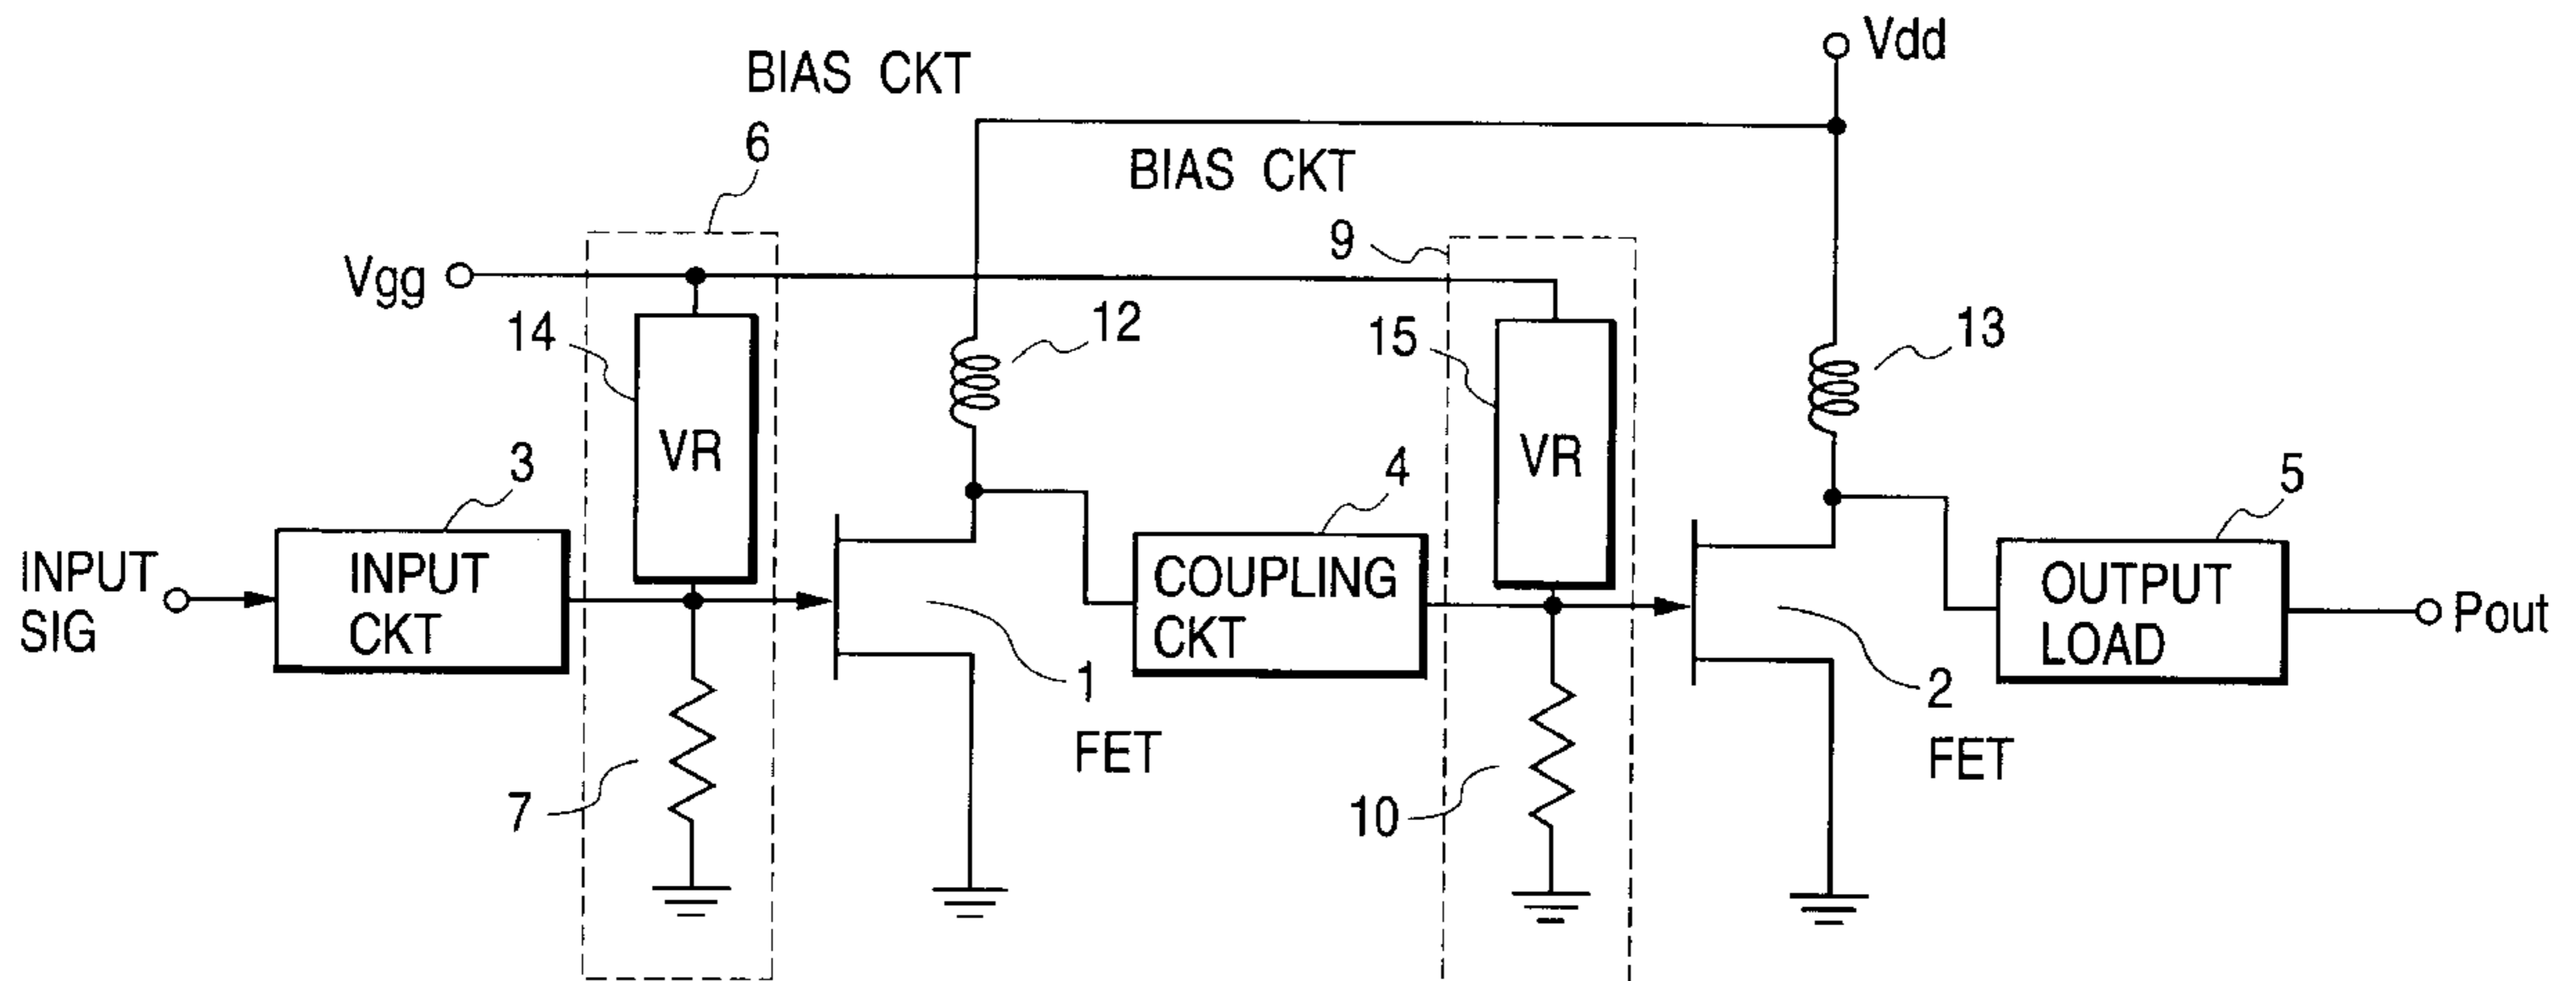 Vdd
BIAS CKT
6
BIAS CKT
9
Vgg
14
12
15
13
VR
VR
3
4
5
INPUT
SIG
INPUT
CKT
COUPLING
CKT
OUTPUT
LOAD
Pout
1
FET
2
FET
7
10